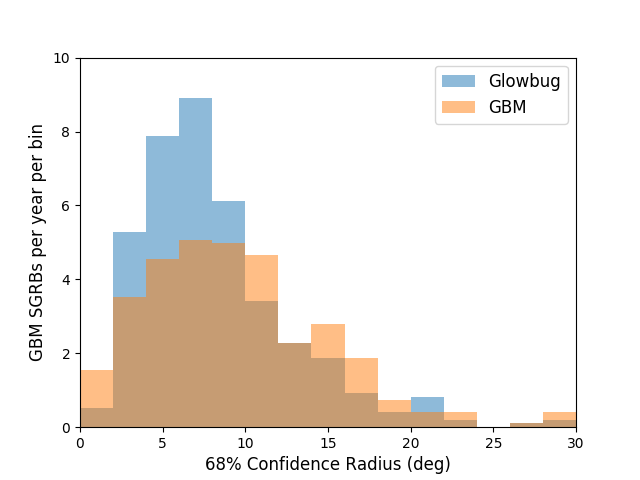 Glowbug
GBM
GBM SGRBs per year per bin
10
8
6
4
2
0
0 5 10 15 20 25 30
68% Confidence Radius (deg)